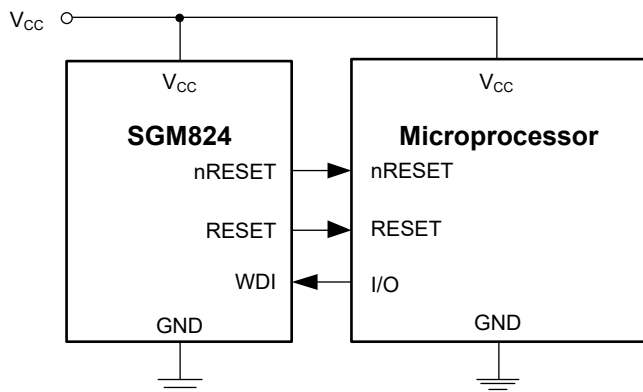 VCC
VCC
SGM824
nRESET
RESET
WDI
GND
VCC
Microprocessor
nRESET
RESET
I/O
GND